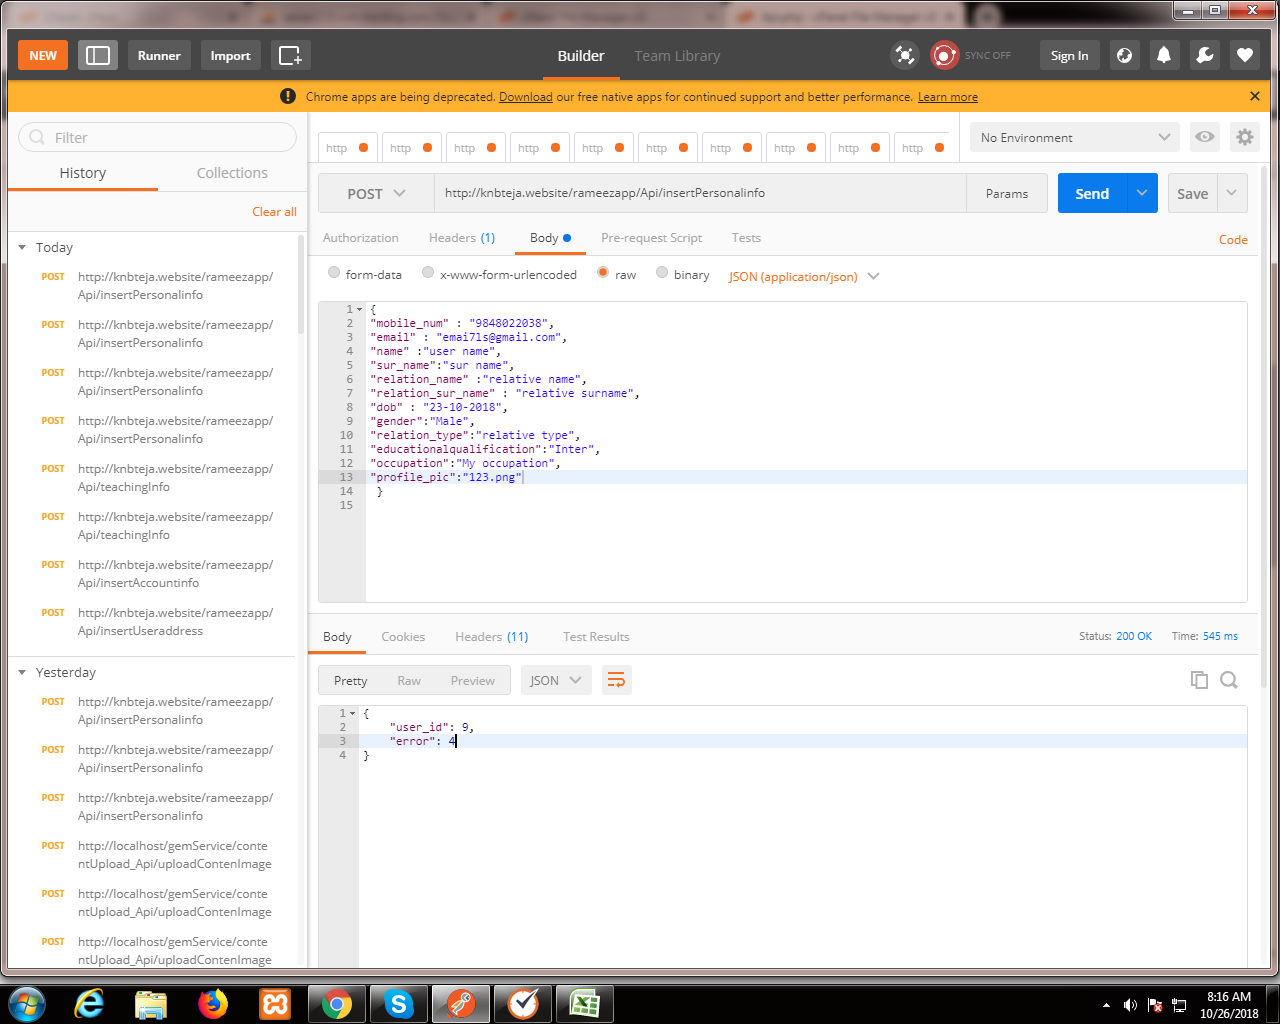 NEW
Runner
Import
Builder
Team Library
SYNC OFF
Sign In
Chrome apps are being deprecated. Download our free native apps for continued support and better performance. Learn more
Filter
History
Collections
Clear all
Today
POST http://knbteja.website/rameezapp/
Api/insertPersonalinfo
POST http://knbteja.website/rameezapp/
Api/insertPersonalinfo
POST http://knbteja.website/rameezapp/
Api/insertPersonalinfo
POST http://knbteja.website/rameezapp/
Api/insertPersonalinfo
POST http://knbteja.website/rameezapp/
Api/teachingInfo
POST http://knbteja.website/rameezapp/
Api/teachingInfo
POST http://knbteja.website/rameezapp/
Api/insertAccountinfo
POST http://knbteja.website/rameezapp/
Api/insertUseraddress
Yesterday
POST http://knbteja.website/rameezapp/
Api/insertPersonalinfo
POST http://knbteja.website/rameezapp/
Api/insertPersonalinfo
POST http://knbteja.website/rameezapp/
Api/insertPersonalinfo
POST http://localhost/gemService/conte
ntUpload_Api/uploadContenImage
POST http://localhost/gemService/conte
ntUpload_Api/uploadContenImage
POST http://localhost/gemService/conte
ntUpload_Api/uploadContenImage
http http http http http http http http http http
No Environment
POST
http://knbteja.website/rameezapp/Api/insertPersonalinfo
Params
Send
Save
Authorization
Headers (1)
Body
Pre-request Script
Tests
Code
form-data
x-www-form-urlencoded
raw
binary
JSON (application/json)
1 {
2 "mobile_num" : "9848022038",
3 "email" : "emai7ls@gmail.com",
4 "name" :"user name",
5 "sur_name":"sur name",
6 "relation_name" :"relative name",
7 "relation_sur_name" : "relative surname",
8 "dob" : "23-10-2018",
9 "gender":"Male",
10 "relation_type":"relative type",
11 "educationalqualification":"Inter",
12 "occupation":"My occupation",
13 "profile_pic":"123.png"
14 }
15
Body
Cookies
Headers (11)
Test Results
Status: 200 OK
Time: 545 ms
Pretty
Raw
Preview
JSON
1 {
2 "user_id": 9,
3 "error": 4
4 }
8:16 AM
10/26/2018